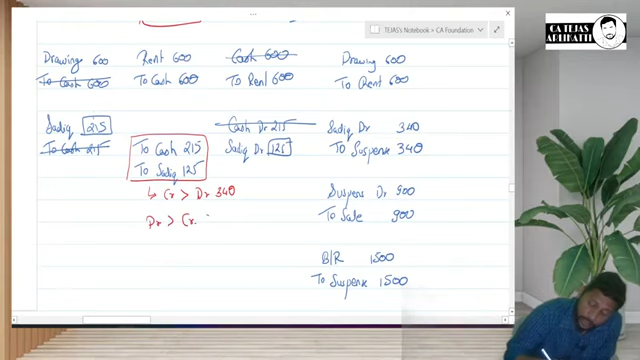 TEJAS's Notebook > CA Foundation
CA TEJAS
ARLIKATTI
Drawing 600
To Cash 600
Rent 600
To Cash 600
Cash 600
To Rent 600
Drawing 600
To Rent 600
Sadiq 215
To Cash 215
To Cash 215
To Sadiq 125
↳ Cr > Dr 340
Dr > Cr.
Cash Dr 215
Sadiq Dr 125
Sadiq Dr 340
To Suspense 340
Suspens Dr 900
To Sale 900
B/R 1500
To Suspense 1500